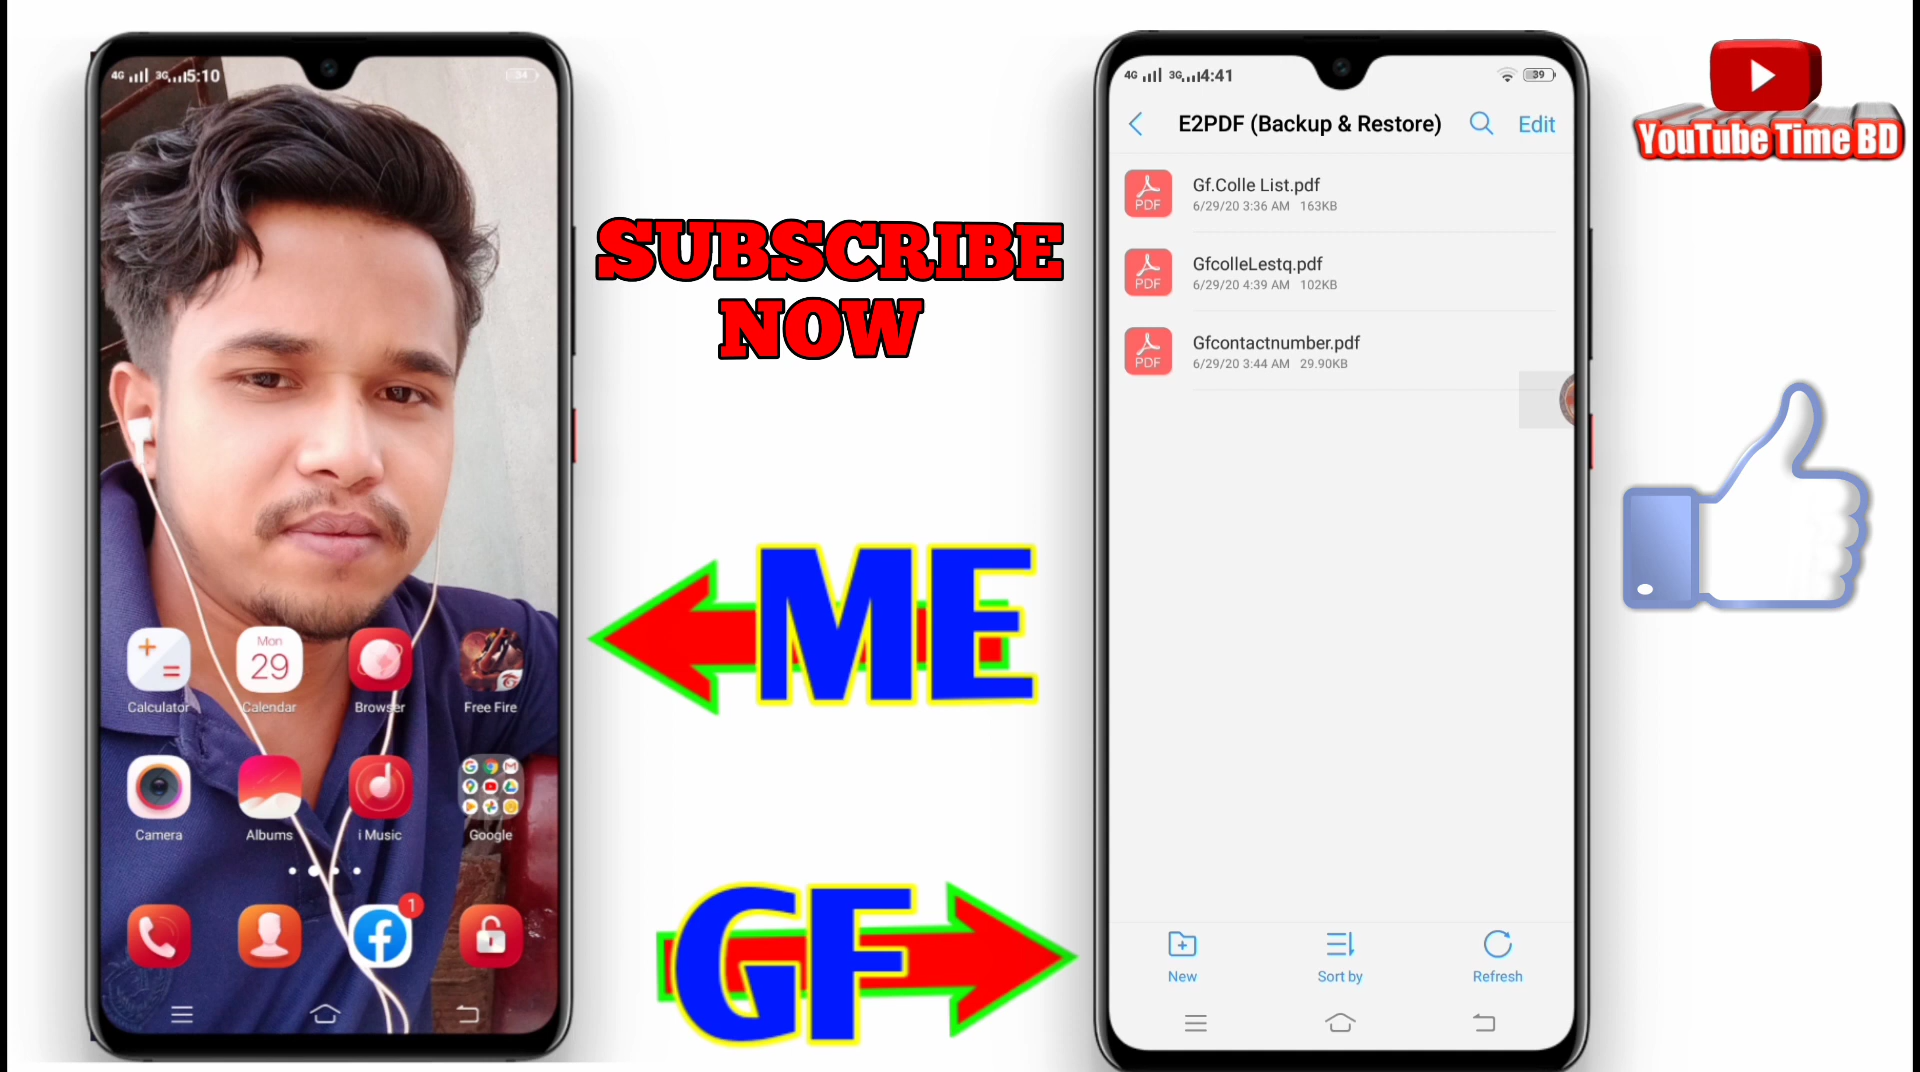 4G 3G 5:10
34
Mon
29
Calculator
Calendar
Browser
Free Fire
Camera
Albums
i Music
Google
1
SUBSCRIBE
NOW
ME
GF
4G 3G 4:41
39
E2PDF (Backup & Restore)
Edit
PDF
Gf.Colle List.pdf
6/29/20 3:36 AM 163KB
PDF
GfcolleLestq.pdf
6/29/20 4:39 AM 102KB
PDF
Gfcontactnumber.pdf
6/29/20 3:44 AM 29.90KB
New
Sort by
Refresh
YouTube Time BD